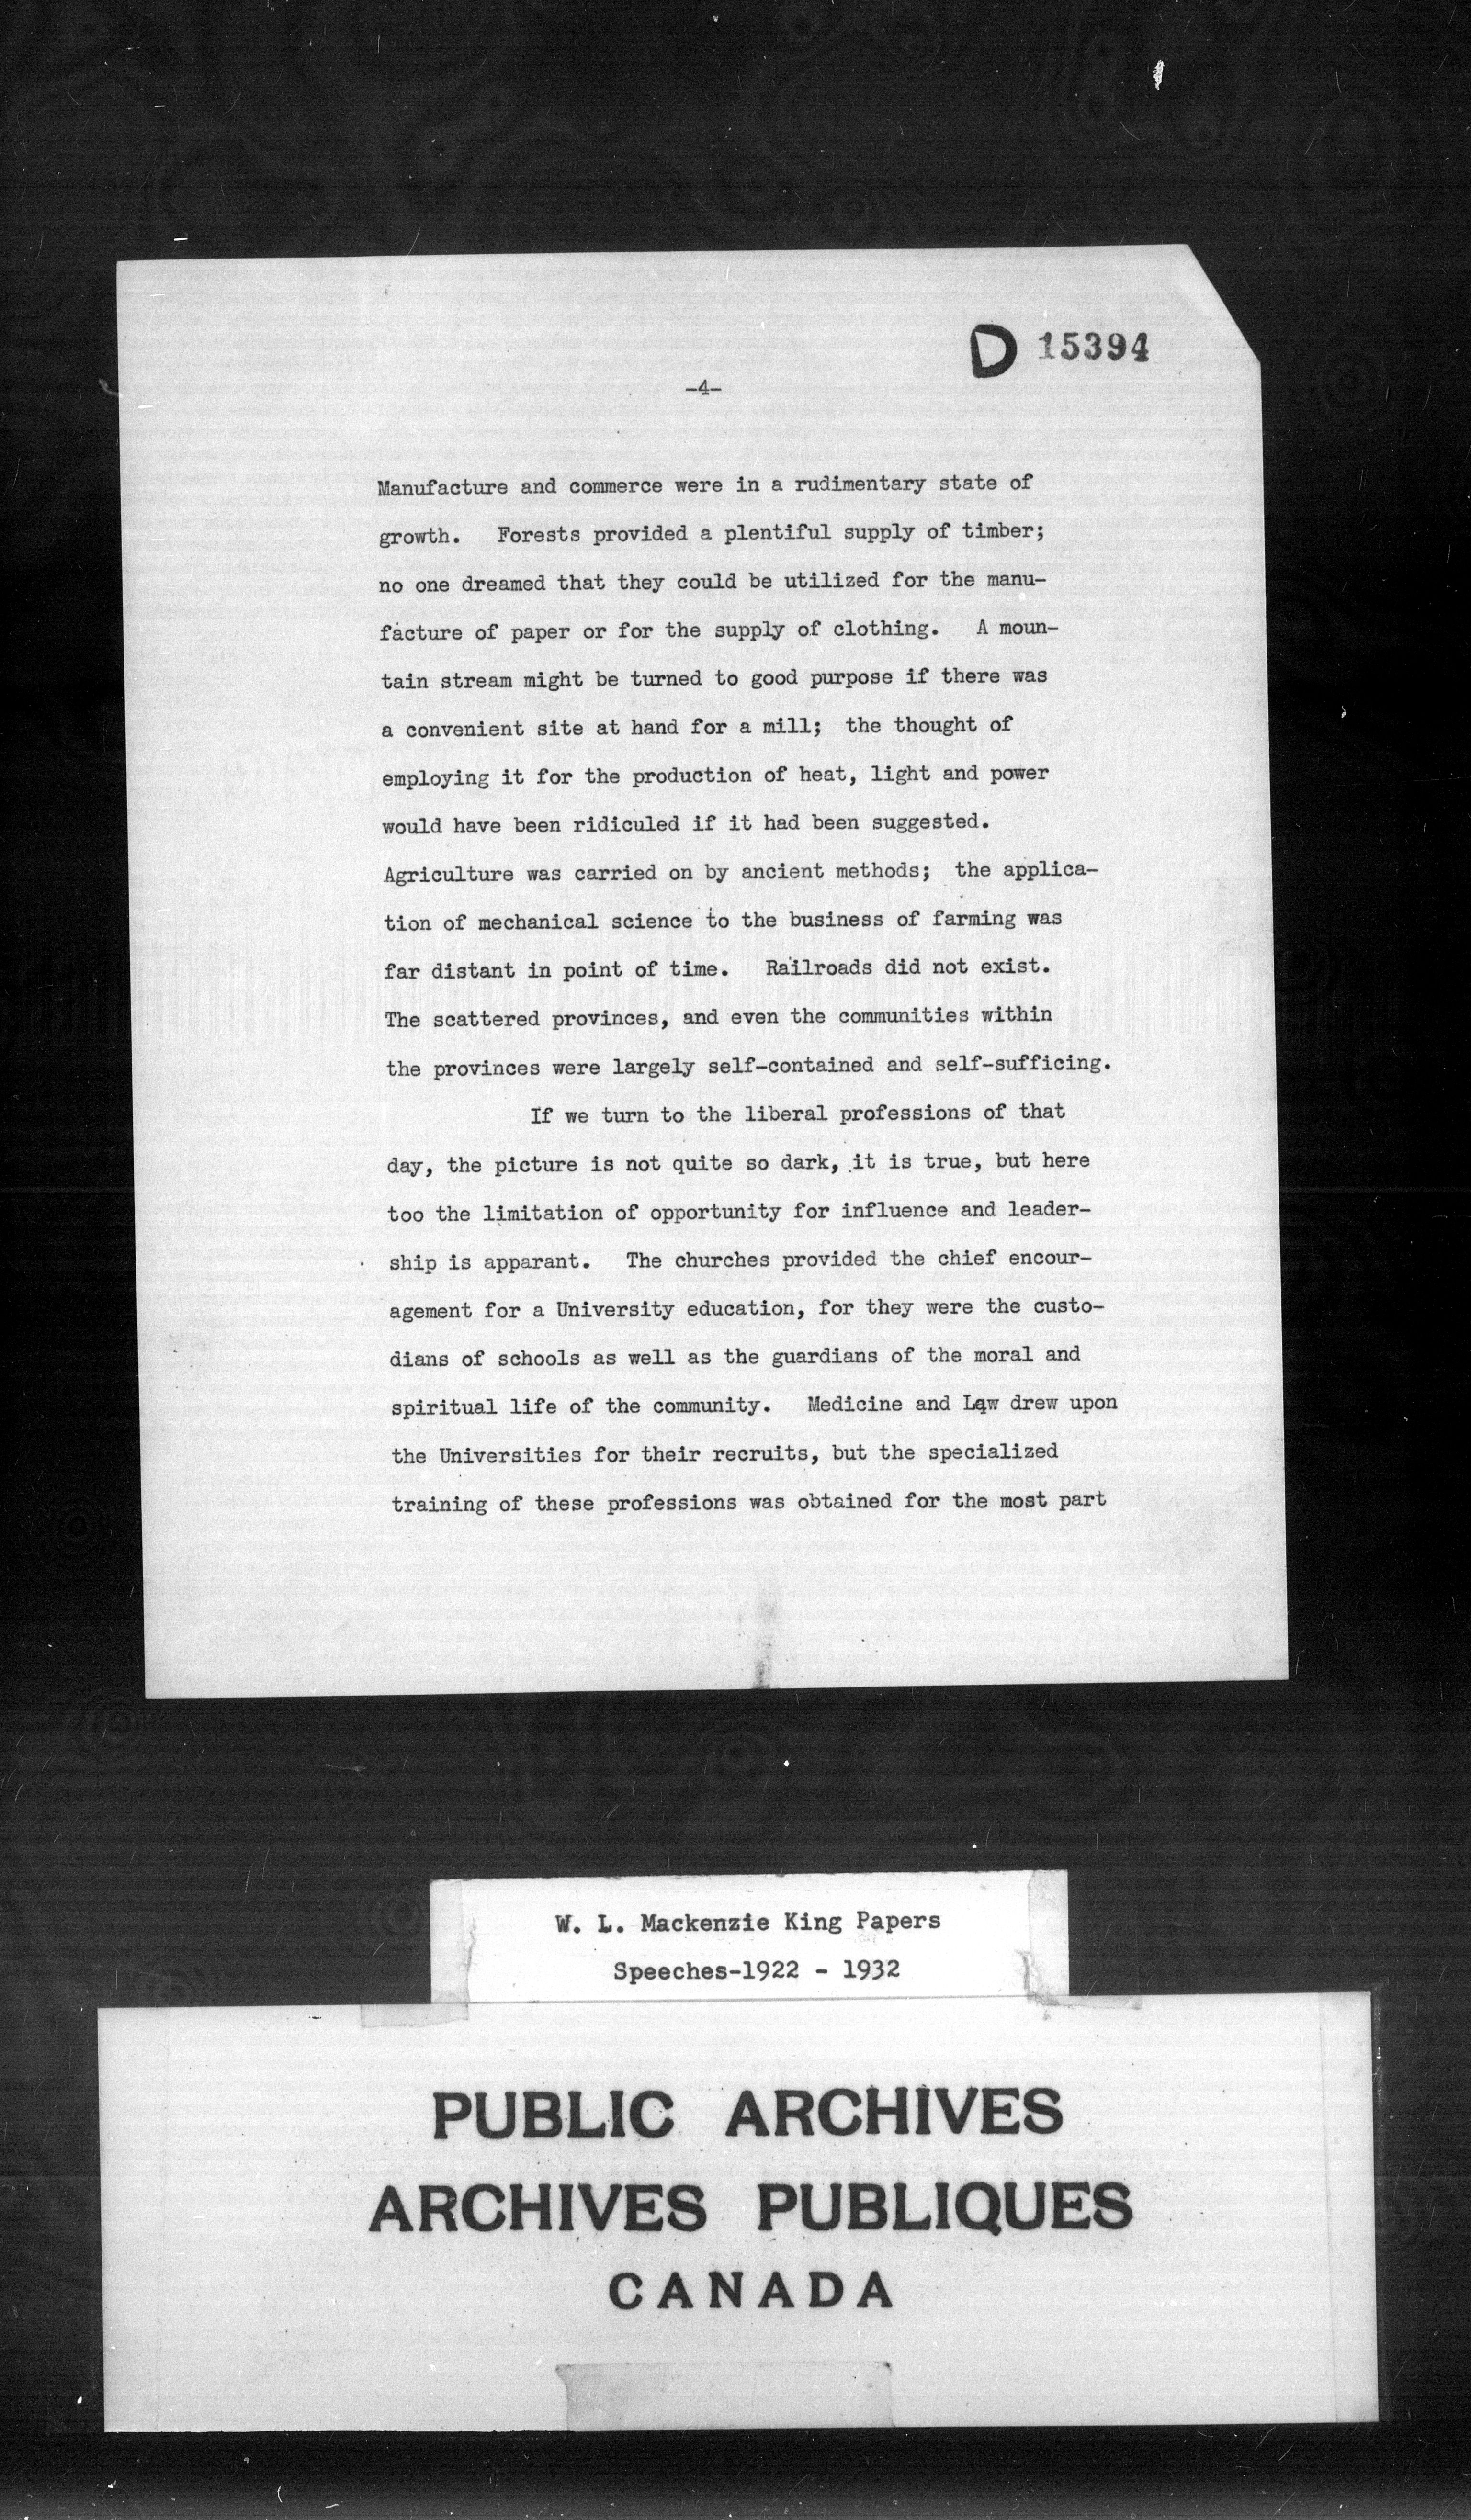 D 15394
-4-
Manufacture and commerce were in a rudimentary state of
growth. Forests provided a plentiful supply of timber;
no one dreamed that they could be utilized for the manu-
facture of paper or for the supply of clothing. A moun-
tain stream might be turned to good purpose if there was
a convenient site at hand for a mill; the thought of
employing it for the production of heat, light and power
would have been ridiculed if it had been suggested.
Agriculture was carried on by ancient methods; the applica-
tion of mechanical science to the business of farming was
far distant in point of time. Railroads did not exist.
The scattered provinces, and even the communities within
the provinces were largely self-contained and self-sufficing.
If we turn to the liberal professions of that
day, the picture is not quite so dark, it is true, but here
too the limitation of opportunity for influence and leader-
ship is apparant. The churches provided the chief encour-
agement for a University education, for they were the custo-
dians of schools as well as the guardians of the moral and
spiritual life of the community. Medicine and Law drew upon
the Universities for their recruits, but the specialized
training of these professions was obtained for the most part
W. L. Mackenzie King Papers
Speeches-1922 - 1932
PUBLIC ARCHIVES
ARCHIVES PUBLIQUES
CANADA